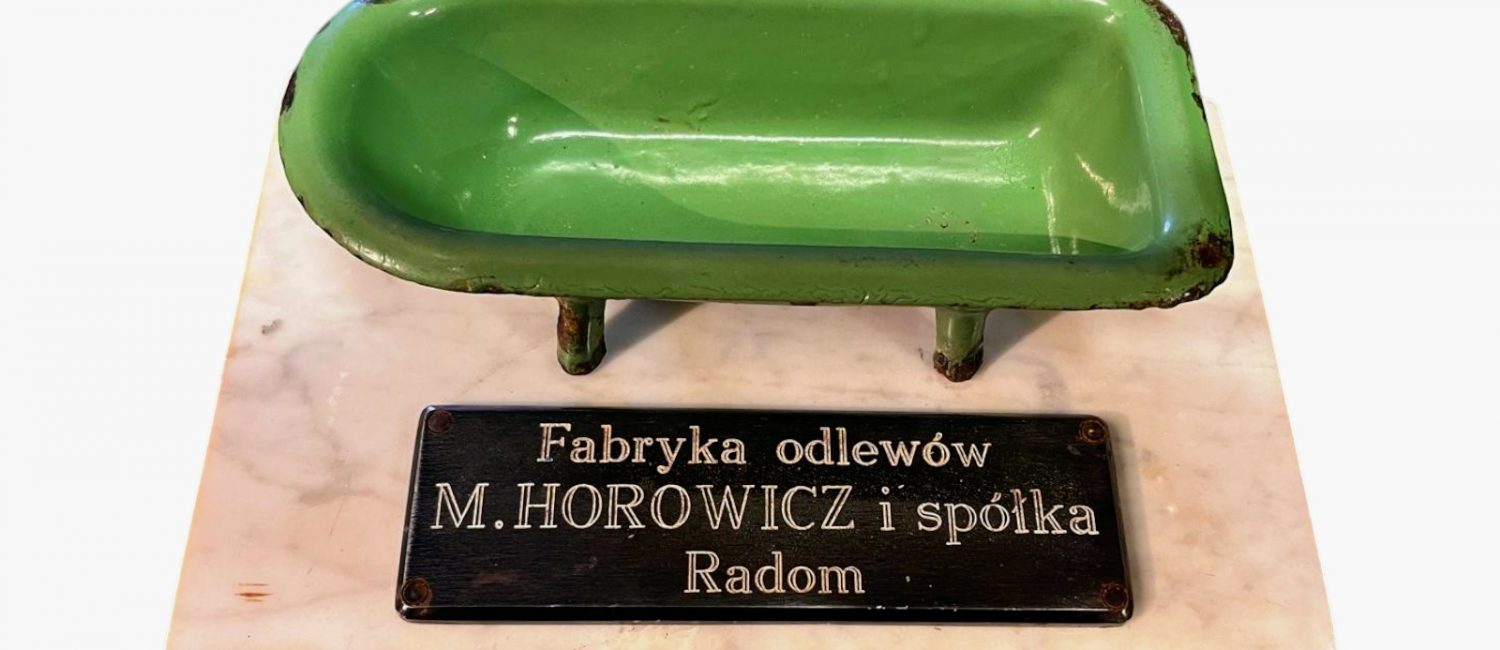 Fabryka odlewów
M. HOROWICZ i spółka
Radom